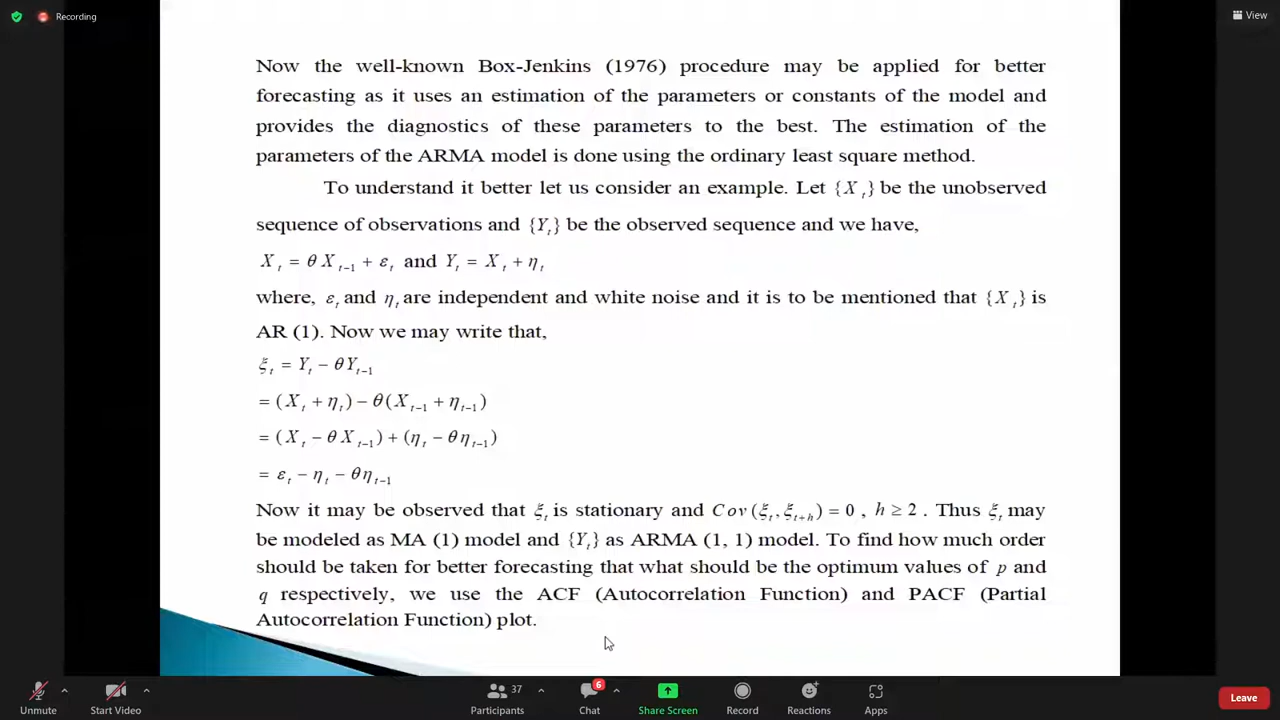 Recording
View
Now the well-known Box-Jenkins (1976) procedure may be applied for better
forecasting as it uses an estimation of the parameters or constants of the model and
provides the diagnostics of these parameters to the best. The estimation of the
parameters of the ARMA model is done using the ordinary least square method.
To understand it better let us consider an example. Let {X_t} be the unobserved
sequence of observations and {Y_t} be the observed sequence and we have,
X_t = θ X_{t−1} + ε_t and Y_t = X_t + η_t
where, ε_t and η_t are independent and white noise and it is to be mentioned that {X_t} is
AR (1). Now we may write that,
ξ_t = Y_t − θY_{t−1}
= (X_t + η_t) − θ(X_{t−1} + η_{t−1})
= (X_t − θX_{t−1}) + (η_t − θη_{t−1})
= ε_t − η_t − θη_{t−1}
Now it may be observed that ξ_t is stationary and Cov(ξ_t, ξ_{t+h}) = 0, h ≥ 2. Thus ξ_t may
be modeled as MA (1) model and {Y_t} as ARMA (1, 1) model. To find how much order
should be taken for better forecasting that what should be the optimum values of p and
q respectively, we use the ACF (Autocorrelation Function) and PACF (Partial
Autocorrelation Function) plot.
37
6
Unmute
Start Video
Participants
Chat
Share Screen
Record
Reactions
Apps
Leave